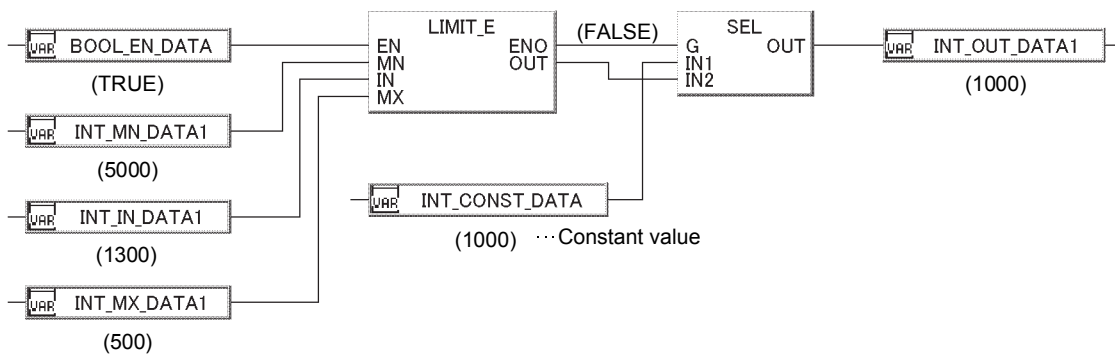 VAR BOOL_EN_DATA
(TRUE)
VAR INT_MN_DATA1
(5000)
VAR INT_IN_DATA1
(1300)
VAR INT_MX_DATA1
(500)
LIMIT_E
EN ENO
MN OUT
IN
MX
(FALSE)
VAR INT_CONST_DATA
(1000) ···Constant value
SEL
G OUT
IN1
IN2
VAR INT_OUT_DATA1
(1000)